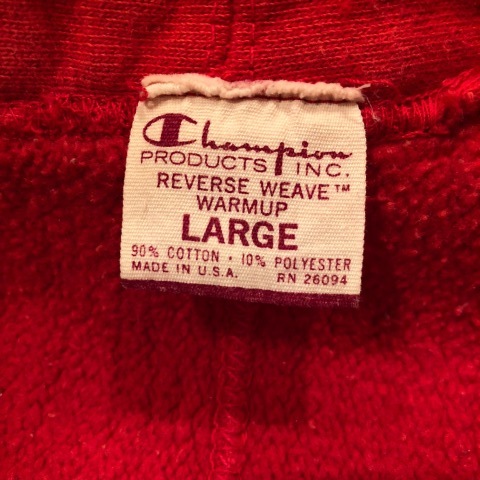 Champion
PRODUCTS INC.
REVERSE WEAVE™
WARMUP
LARGE
90% COTTON · 10% POLYESTER
MADE IN U.S.A. RN 26094